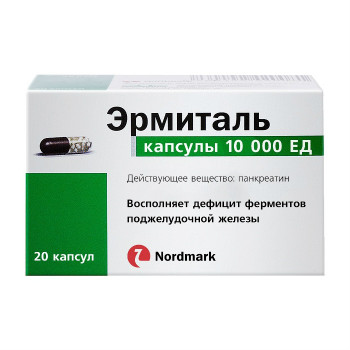 Эрмиталь
капсулы 10 000 ЕД
Действующее вещество: панкреатин
Восполняет дефицит ферментов
поджелудочной железы
20 капсул
Nordmark